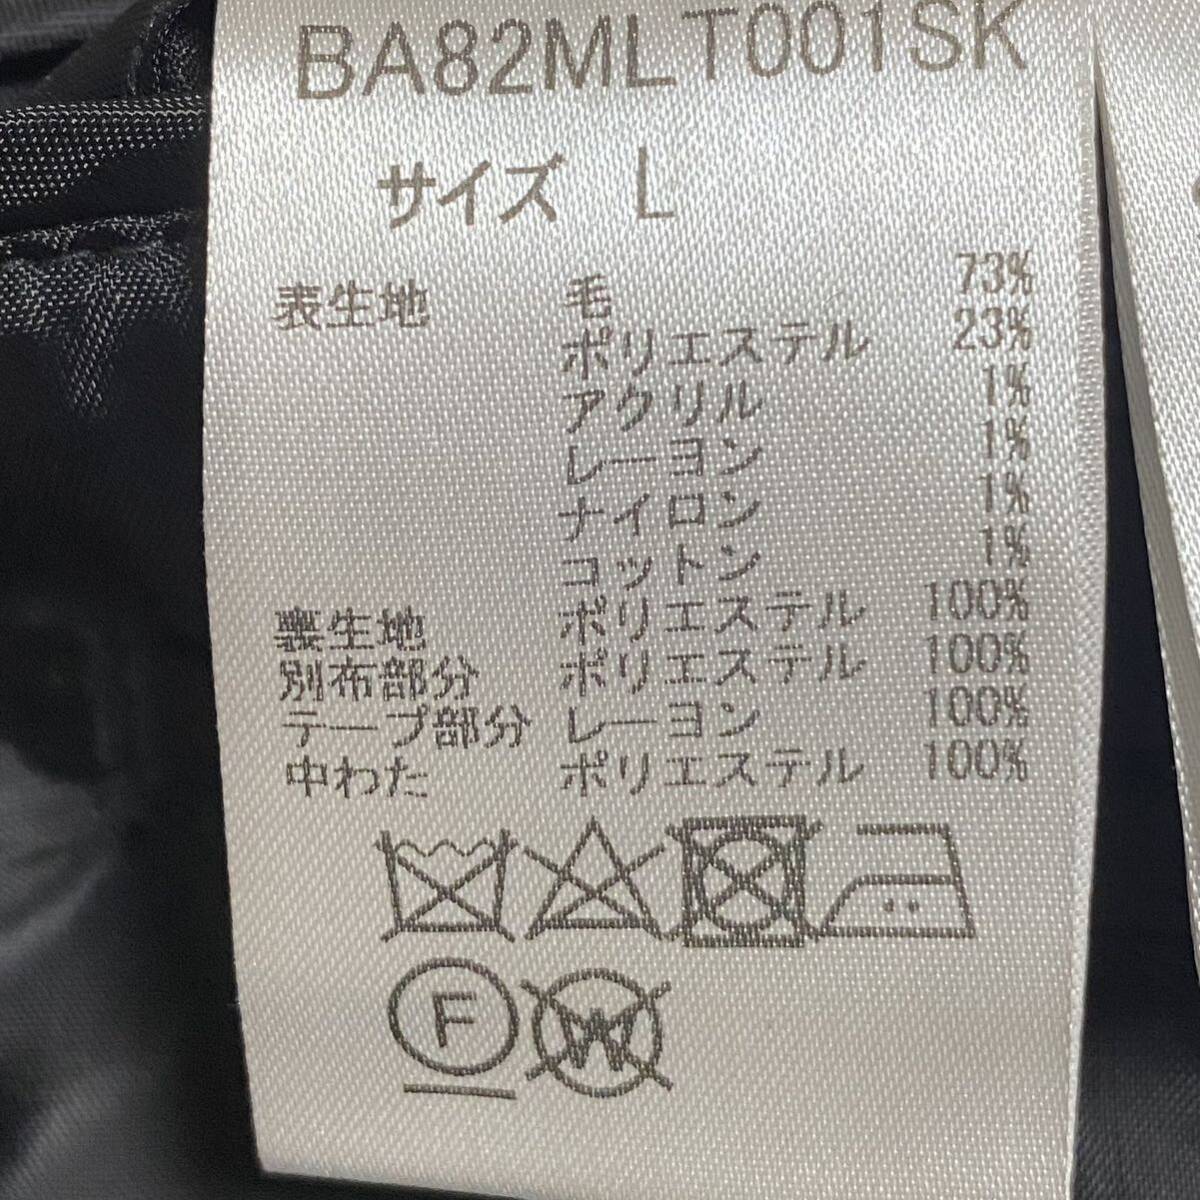 BA82MLT001SK
サイズ L
表生地 毛 73%
ポリエステル 23%
アクリル 1%
レーヨン 1%
ナイロン 1%
コットン 1%
裏生地 ポリエステル 100%
別布部分 ポリエステル 100%
テープ部分 レーヨン 100%
中わた ポリエステル 100%
F W